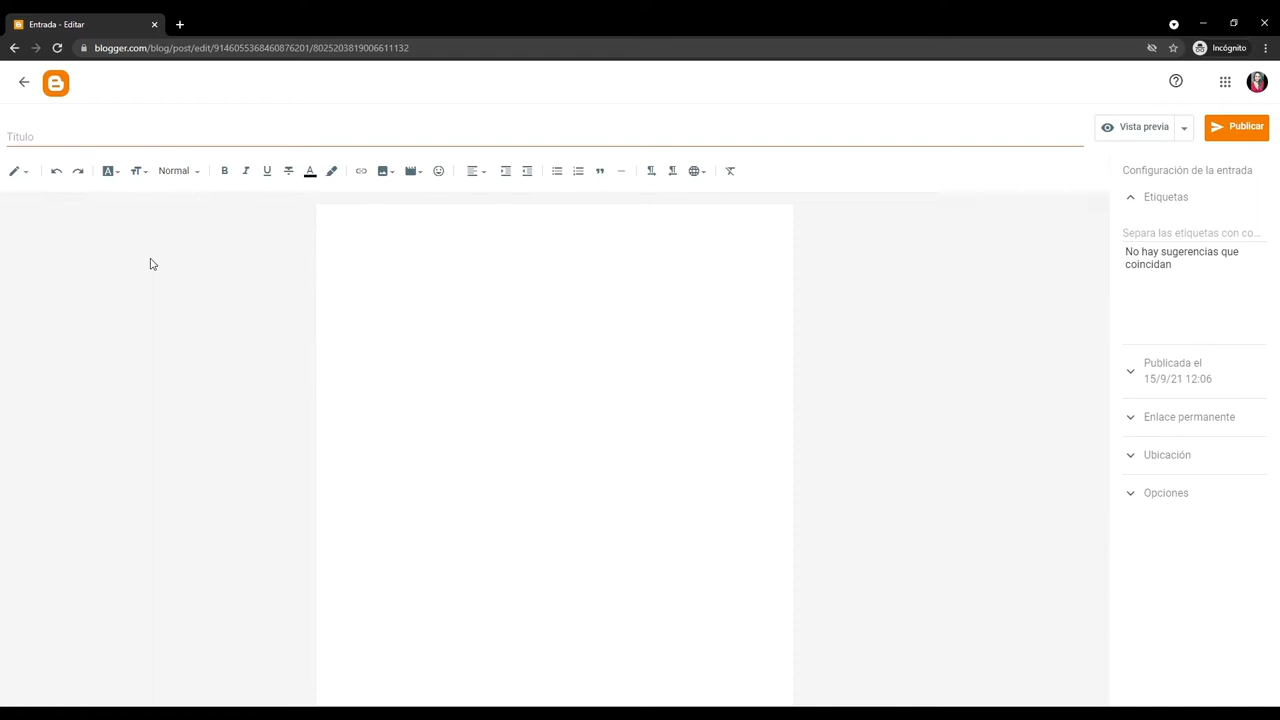 Entrada - Editar
blogger.com/blog/post/edit/9146055368460876201/8025203819006611132
Incógnito
Título
Vista previa
Publicar
Normal
Configuración de la entrada
Etiquetas
Separa las etiquetas con co...
No hay sugerencias que
coincidan
Publicada el
15/9/21 12:06
Enlace permanente
Ubicación
Opciones